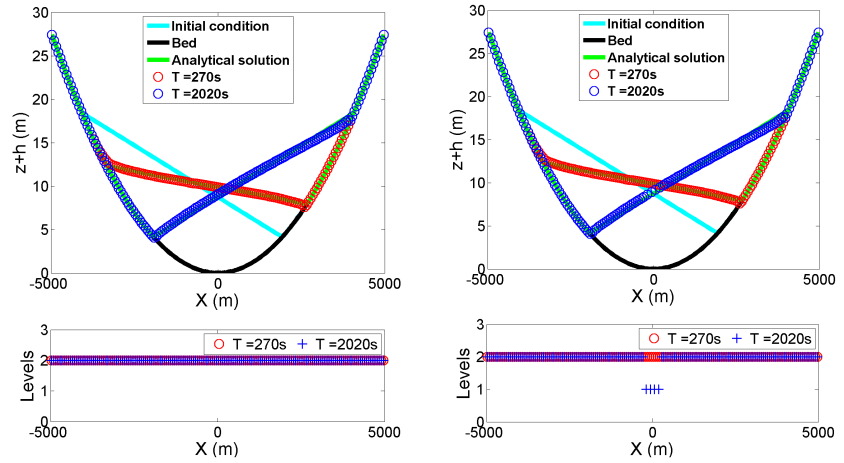 30
25
20
15
10
5
0
z+h (m)
Initial condition
Bed
Analytical solution
T =270s
T =2020s
-5000
0
5000
X (m)
30
25
20
15
10
5
0
z+h (m)
Initial condition
Bed
Analytical solution
T =270s
T =2020s
-5000
0
5000
X (m)
3
2
1
0
Levels
T =270s T =2020s
-5000
0
5000
X (m)
3
2
1
0
Levels
T =270s T =2020s
-5000
0
5000
X (m)